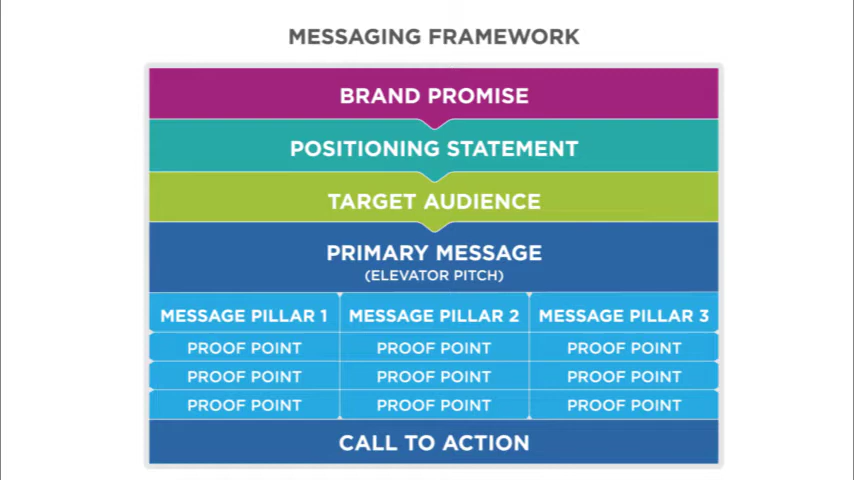 MESSAGING FRAMEWORK
BRAND PROMISE
POSITIONING STATEMENT
TARGET AUDIENCE
PRIMARY MESSAGE
(ELEVATOR PITCH)
MESSAGE PILLAR 1 MESSAGE PILLAR 2 MESSAGE PILLAR 3
PROOF POINT PROOF POINT PROOF POINT
PROOF POINT PROOF POINT PROOF POINT
PROOF POINT PROOF POINT PROOF POINT
CALL TO ACTION